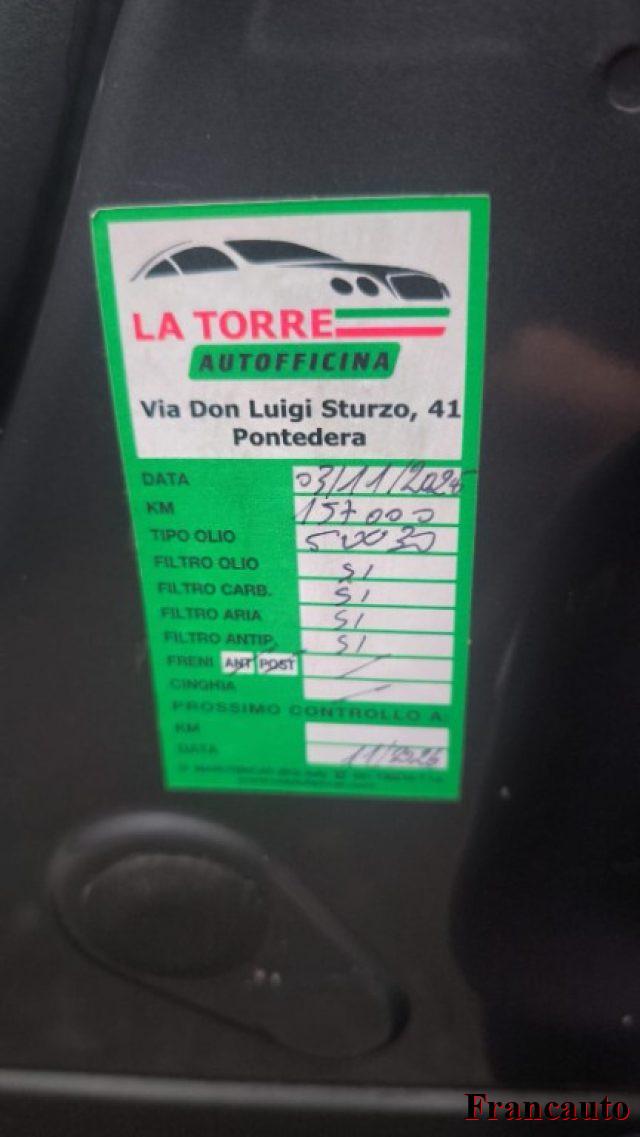 LA TORRE
AUTOFFICINA
Via Don Luigi Sturzo, 41
Pontedera
DATA 03/11/2025
KM 157000
TIPO OLIO 5W30
FILTRO OLIO SI
FILTRO CARB. SI
FILTRO ARIA SI
FILTRO ANTIP. SI
FRENI ANT POST /
CINGHIA /
PROSSIMO CONTROLLO A:
KM
DATA 11/2026
Francauto